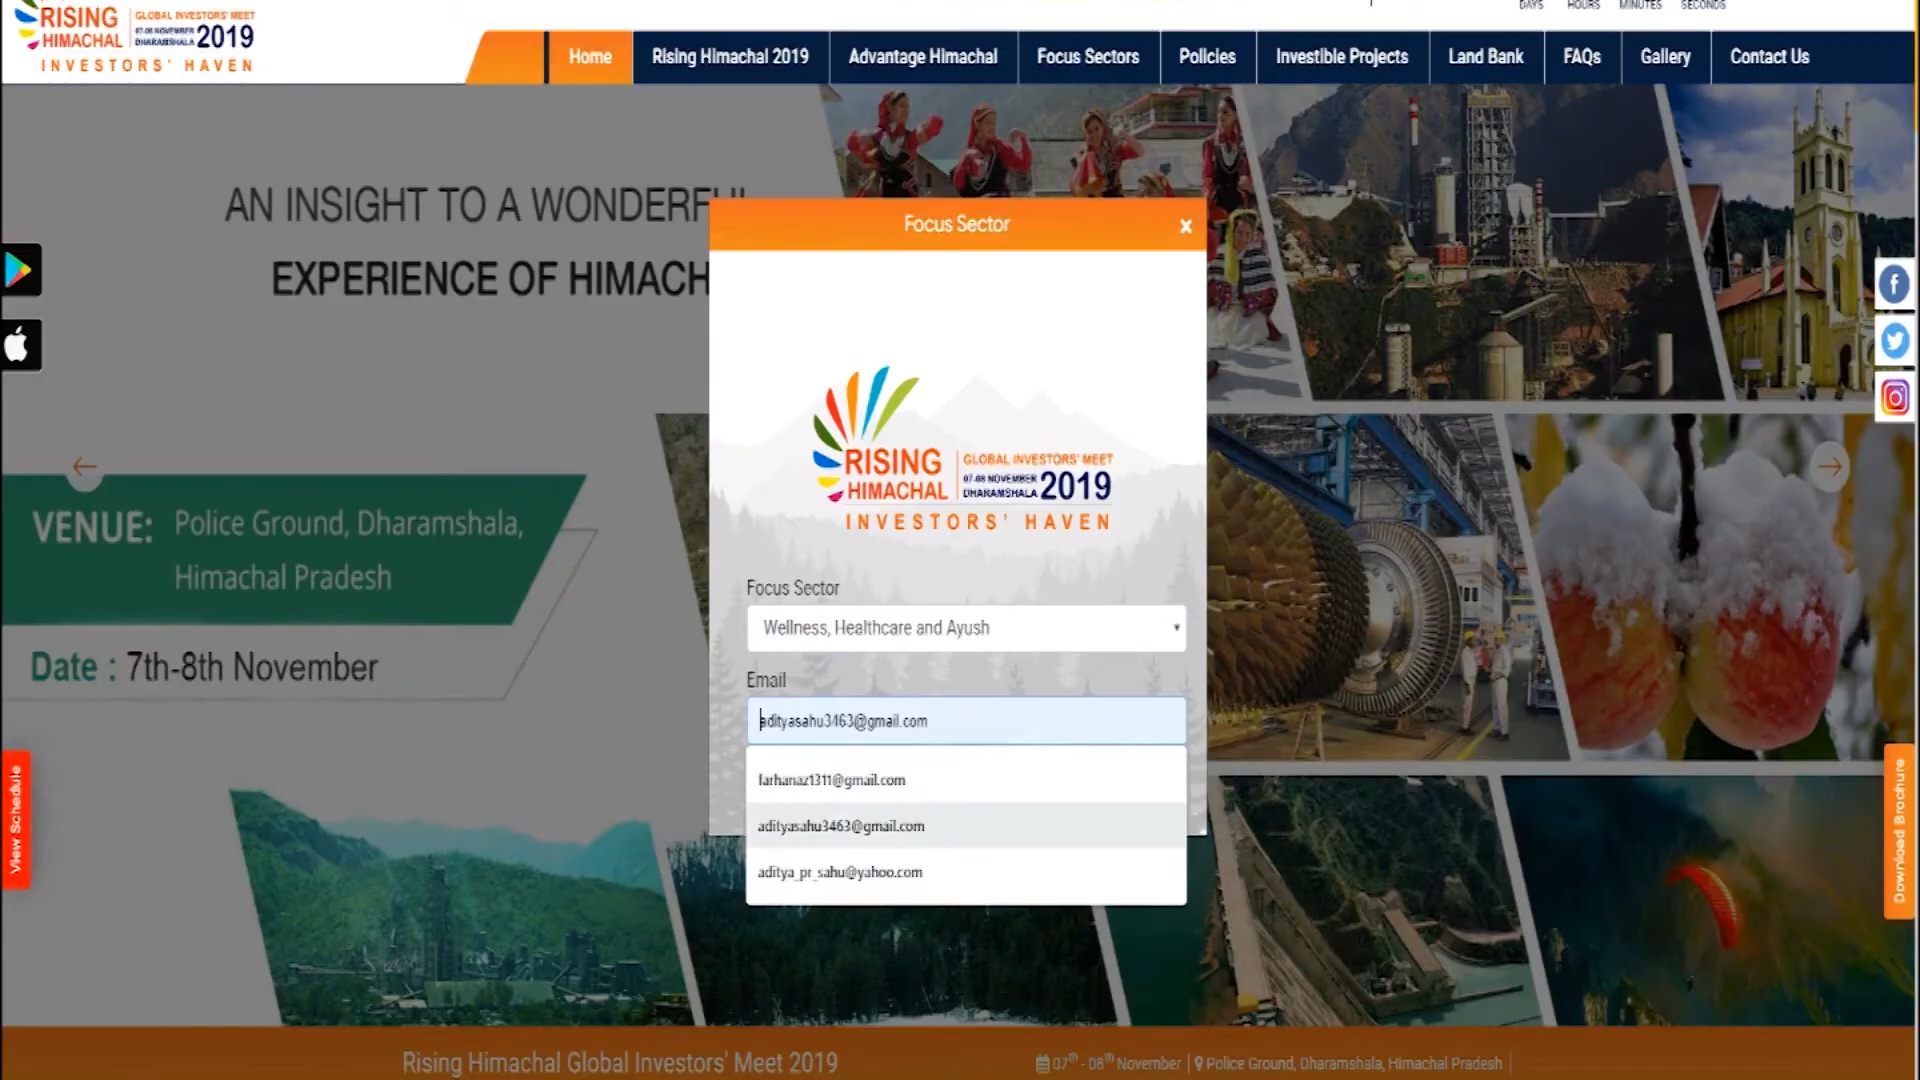 DAYS HOURS MINUTES SECONDS
RISING
HIMACHAL
GLOBAL INVESTORS' MEET
07-08 NOVEMBER
DHARAMSHALA 2019
INVESTORS' HAVEN
Home Rising Himachal 2019 Advantage Himachal Focus Sectors Policies Investible Projects Land Bank FAQs Gallery Contact Us
AN INSIGHT TO A WONDERFUL
EXPERIENCE OF HIMACH
VENUE: Police Ground, Dharamshala,
Himachal Pradesh
Date : 7th-8th November
View Schedule
Focus Sector x
RISING
HIMACHAL
GLOBAL INVESTORS' MEET
07-08 NOVEMBER
DHARAMSHALA 2019
INVESTORS' HAVEN
Focus Sector
Wellness, Healthcare and Ayush
Email
adityasahu3463@gmail.com
farhanaz1311@gmail.com
adityasahu3463@gmail.com
aditya_pr_sahu@yahoo.com
Download Brochure
Rising Himachal Global Investors' Meet 2019
07th - 08th November | Police Ground, Dharamshala, Himachal Pradesh